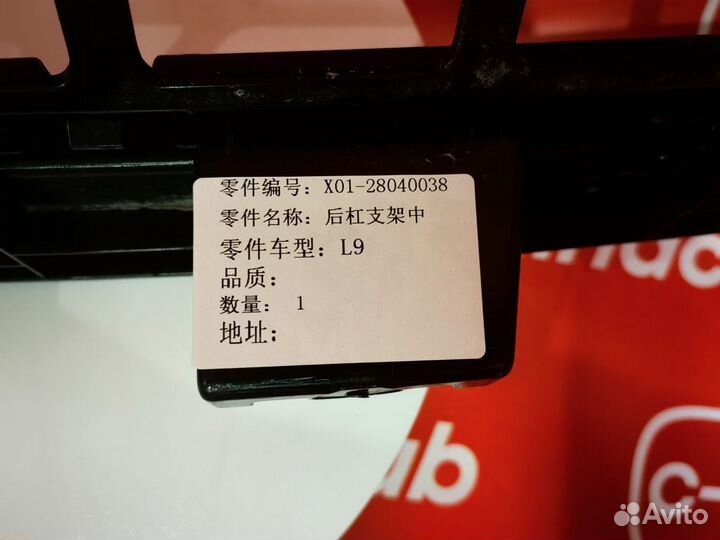 零件编号: X01-28040038
零件名称: 后杠支架中
零件车型: L9
品质:
数量: 1
地址:
ub
c-
Avito